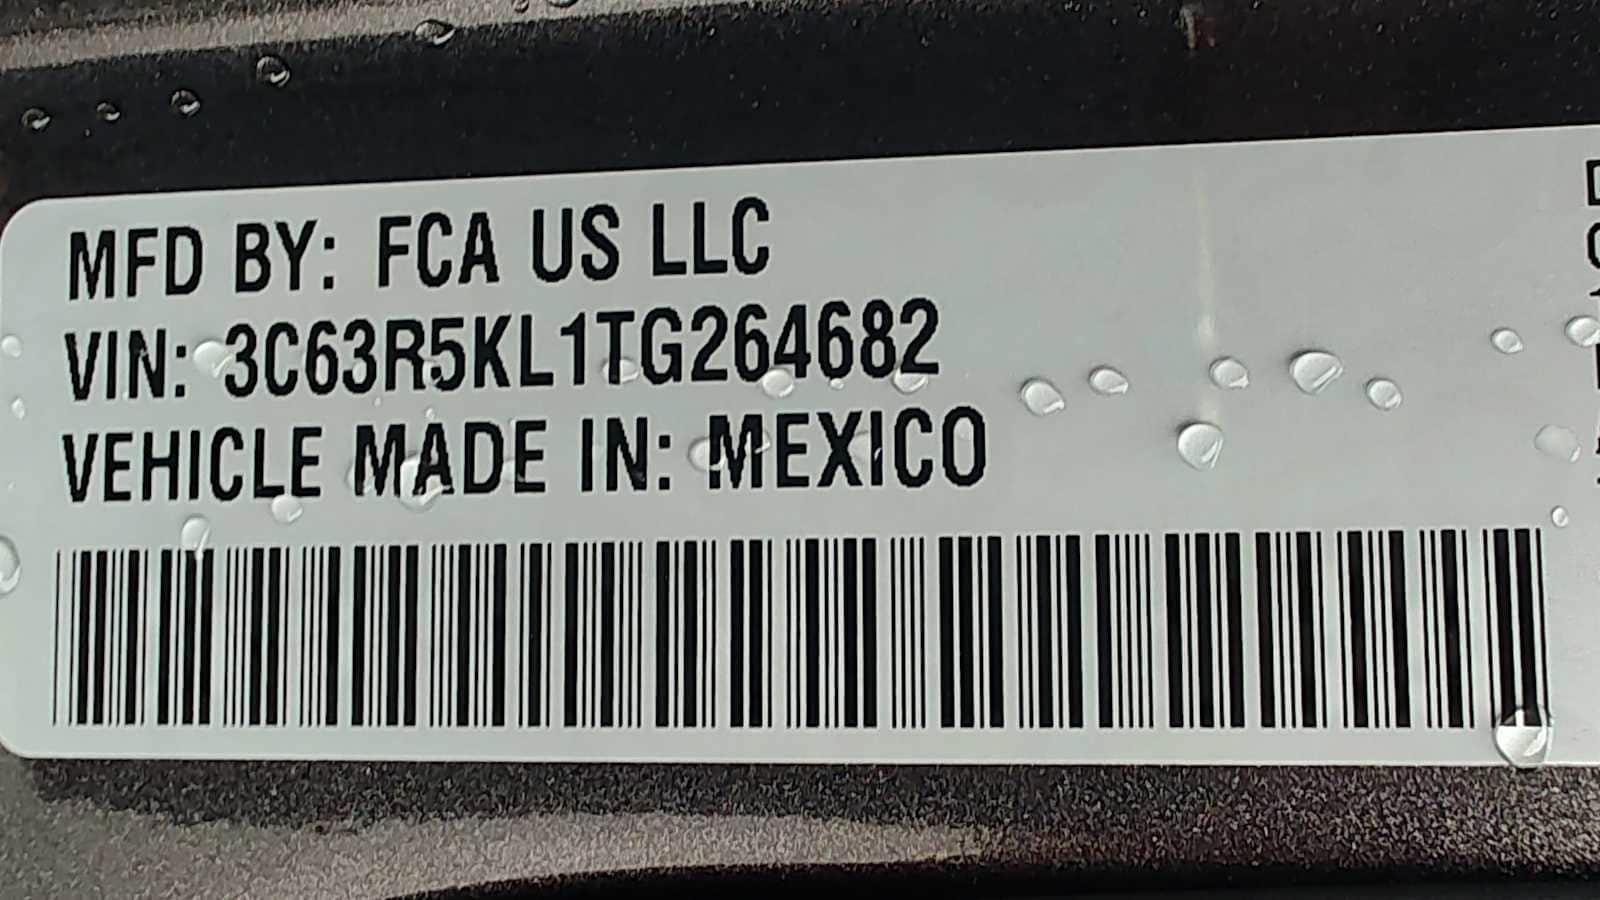 MFD BY: FCA US LLC
VIN: 3C63R5KL1TG264682
VEHICLE MADE IN: MEXICO